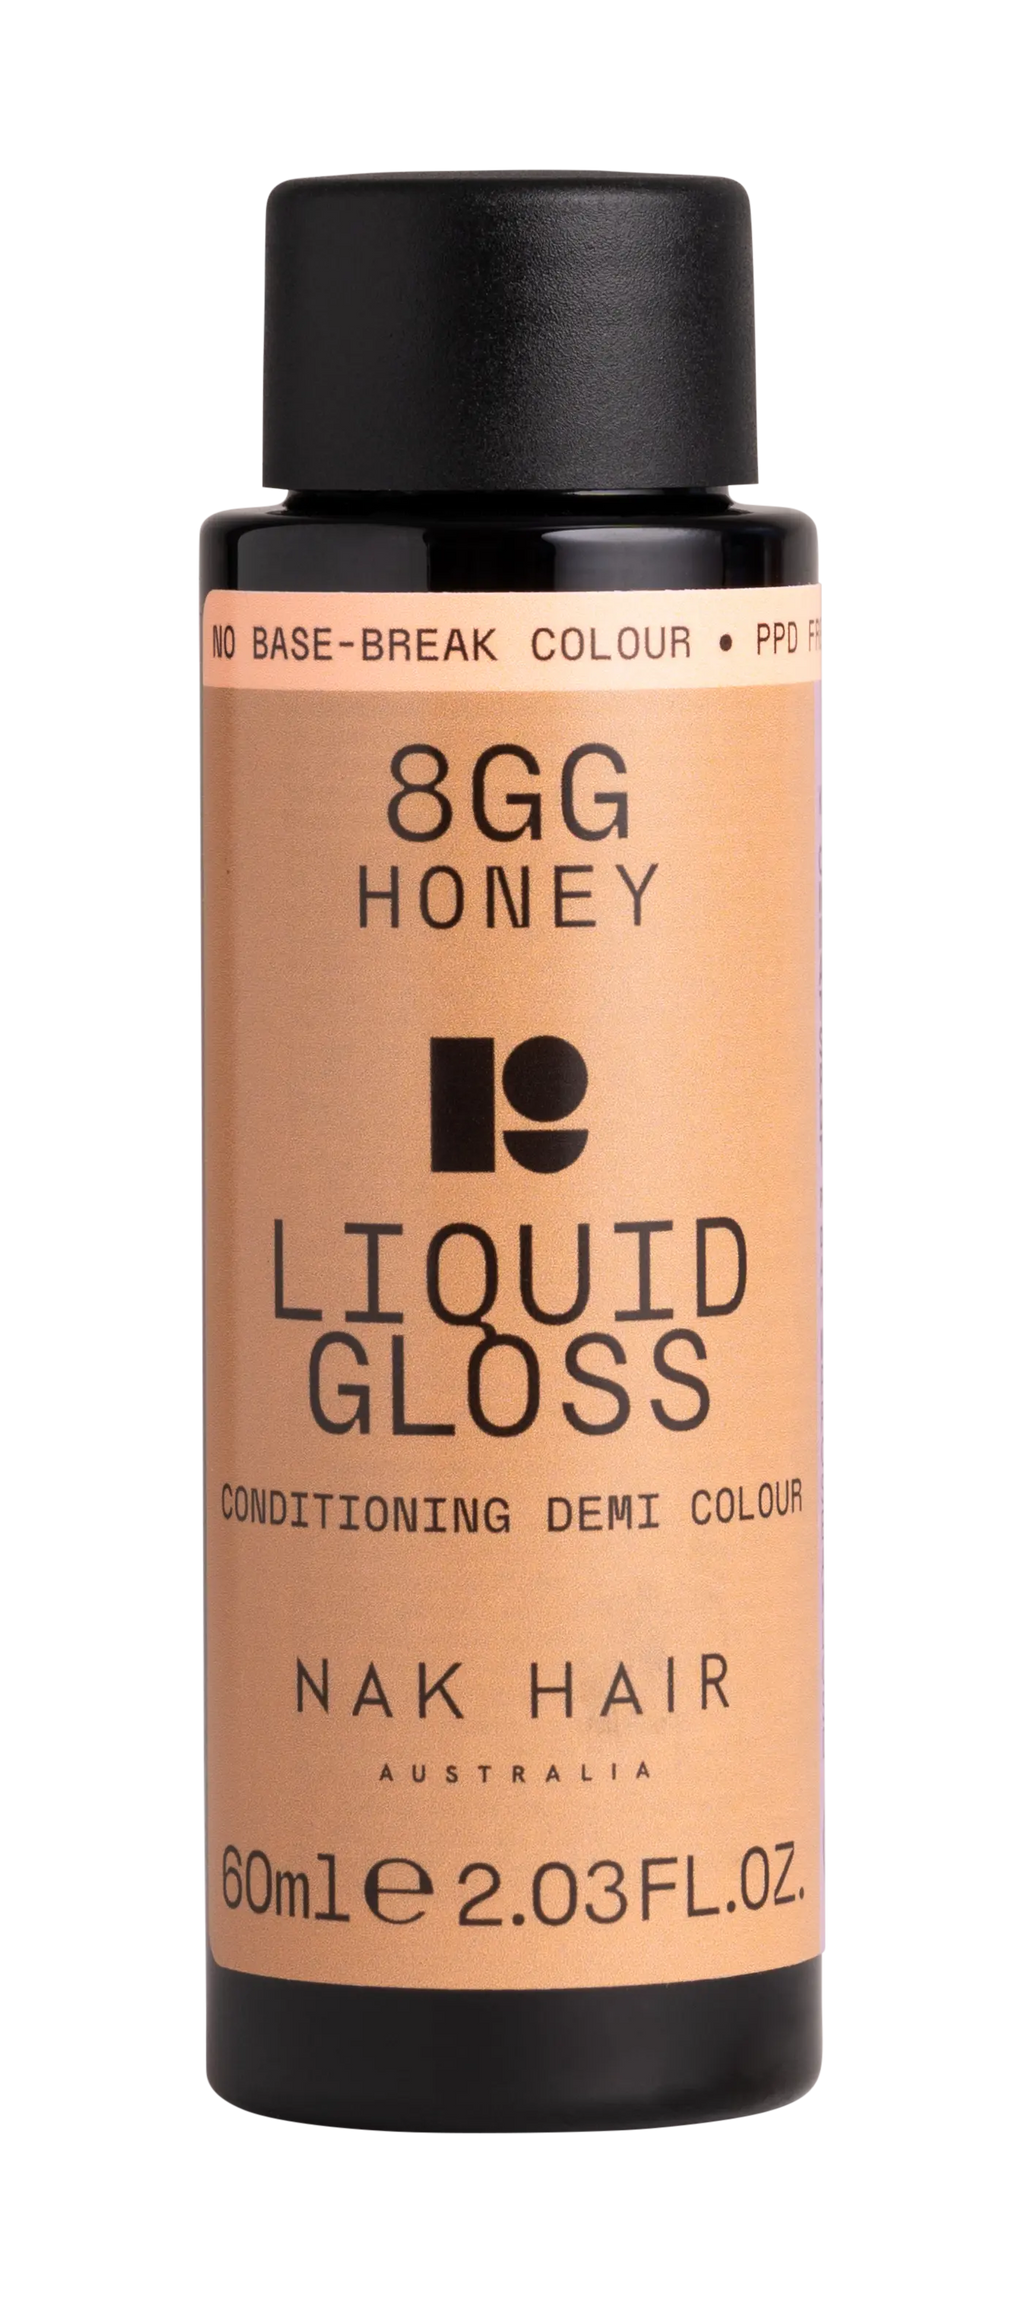 NO BASE-BREAK COLOUR • PPD
8GG
HONEY
LIQUID
GLOSS
CONDITIONING DEMI COLOUR
NAK HAIR
AUSTRALIA
60ml℮ 2.03FL.OZ.